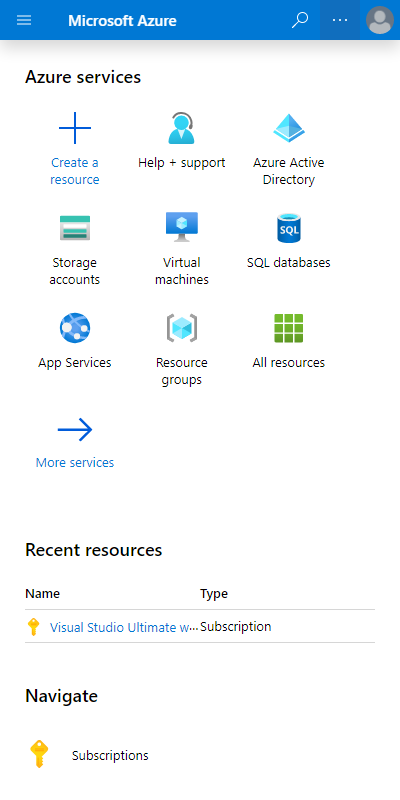 Microsoft Azure
Azure services
Create a
resource
Help + support
Azure Active
Directory
Storage
accounts
Virtual
machines
SQL
SQL databases
App Services
Resource
groups
All resources
More services
Recent resources
Name Type
Visual Studio Ultimate w... Subscription
Navigate
Subscriptions